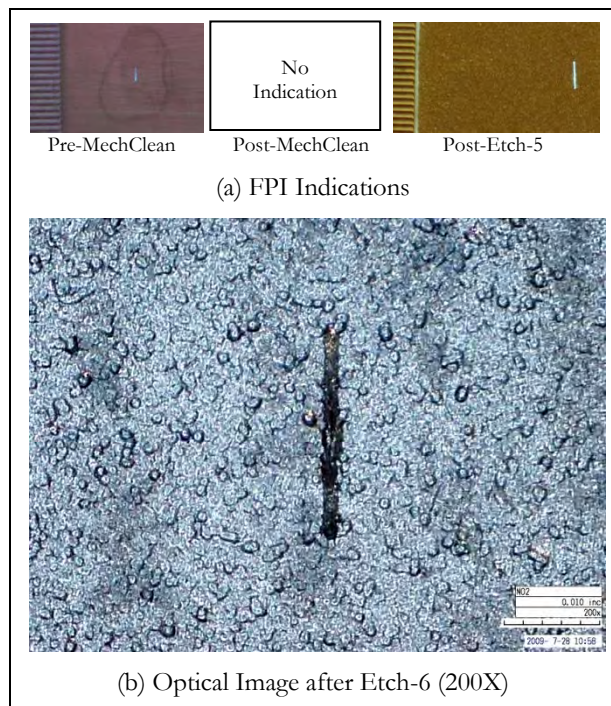 No
Indication
Pre-MechClean
Post-MechClean
Post-Etch-5
(a) FPI Indications
NO2
0.010 inc
200x
2009- 7-28 10:58
(b) Optical Image after Etch-6 (200X)